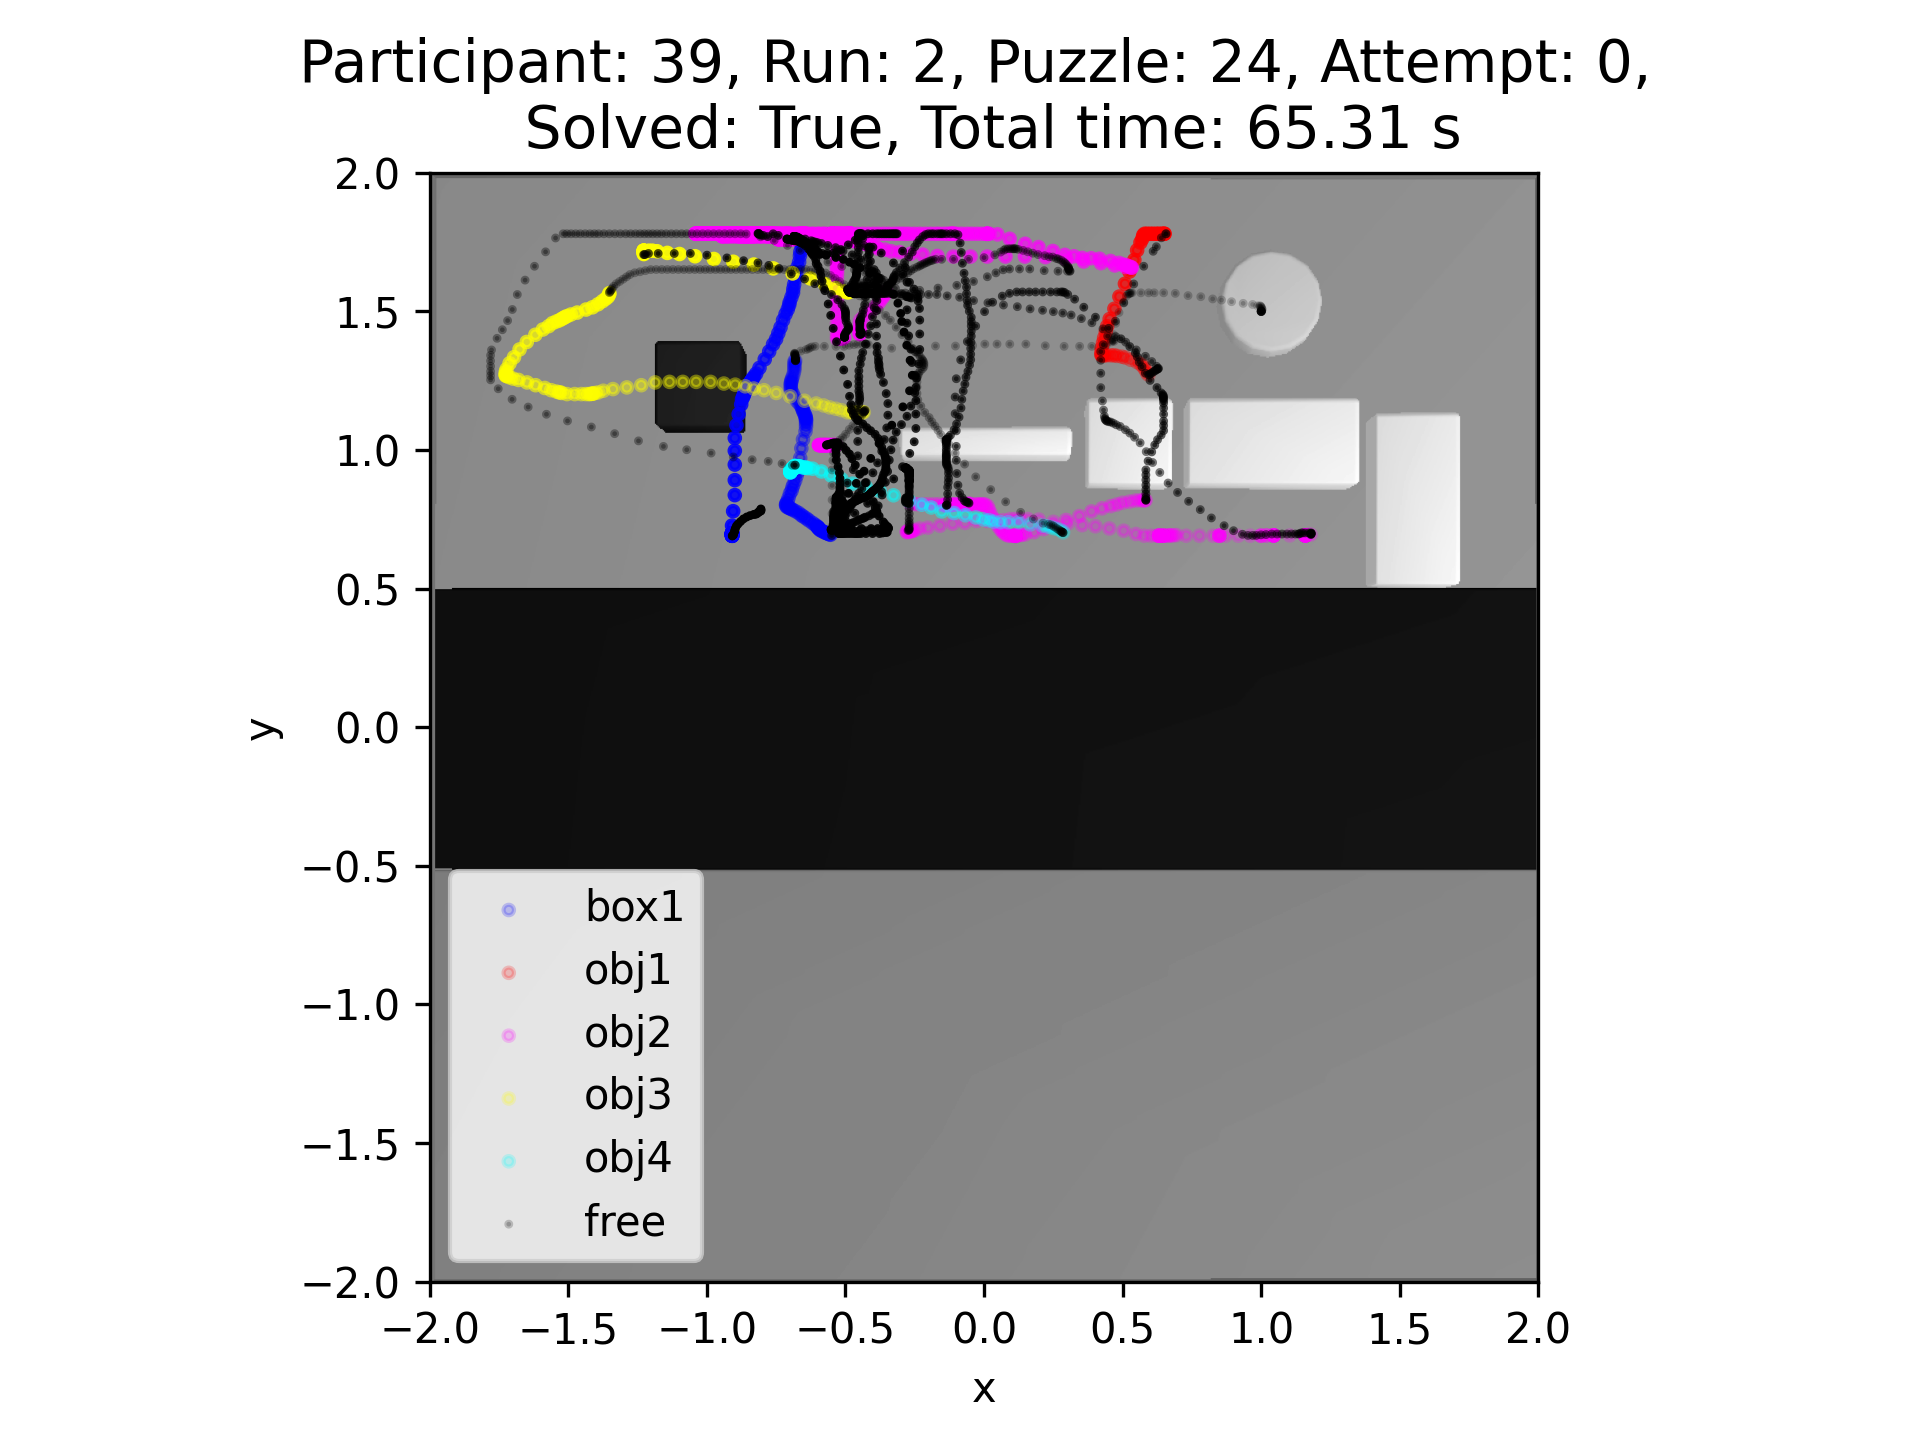 Participant: 39, Run: 2, Puzzle: 24, Attempt: 0,
Solved: True, Total time: 65.31 s
2.0
1.5
1.0
0.5
0.0
−0.5
−1.0
−1.5
−2.0
y
box1
obj1
obj2
obj3
obj4
free
−2.0 −1.5 −1.0 −0.5 0.0 0.5 1.0 1.5 2.0
x